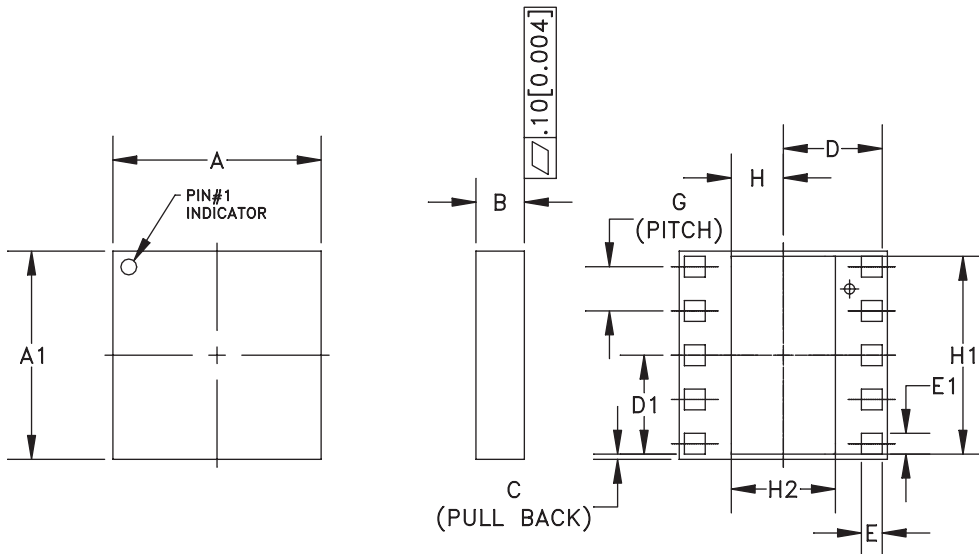 A
PIN#1
INDICATOR
A1
B
.10[0.004]
D
H
G
(PITCH)
D1
H1
E1
C
(PULL BACK)
H2
E